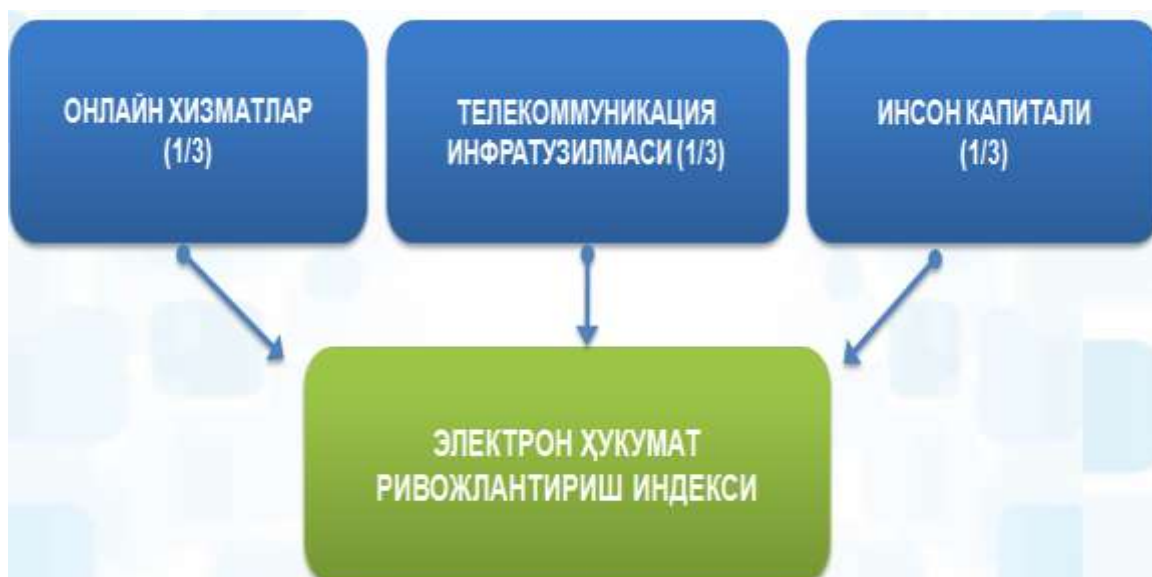 ОНЛАЙН ХИЗМАТЛАР
(1/3)
ТЕЛЕКОММУНИКАЦИЯ
ИНФРАТУЗИЛМАСИ (1/3)
ИНСОН КАПИТАЛИ
(1/3)
ЭЛЕКТРОН ҲУКУМАТ
РИВОЖЛАНТИРИШ ИНДЕКСИ